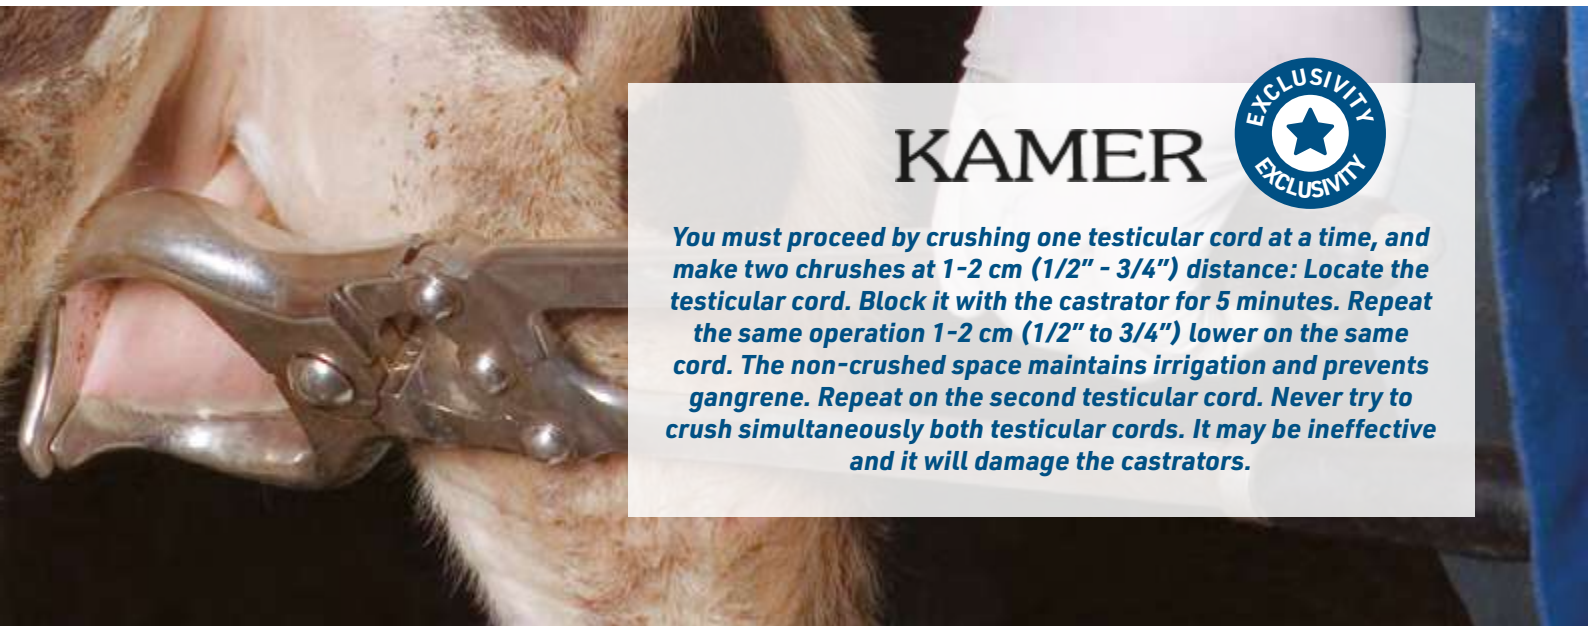 KAMER
EXCLUSIVITY
EXCLUSIVITY
You must proceed by crushing one testicular cord at a time, and
make two chrushes at 1-2 cm (1/2” - 3/4”) distance: Locate the
testicular cord. Block it with the castrator for 5 minutes. Repeat
the same operation 1-2 cm (1/2” to 3/4”) lower on the same
cord. The non-crushed space maintains irrigation and prevents
gangrene. Repeat on the second testicular cord. Never try to
crush simultaneously both testicular cords. It may be ineffective
and it will damage the castrators.